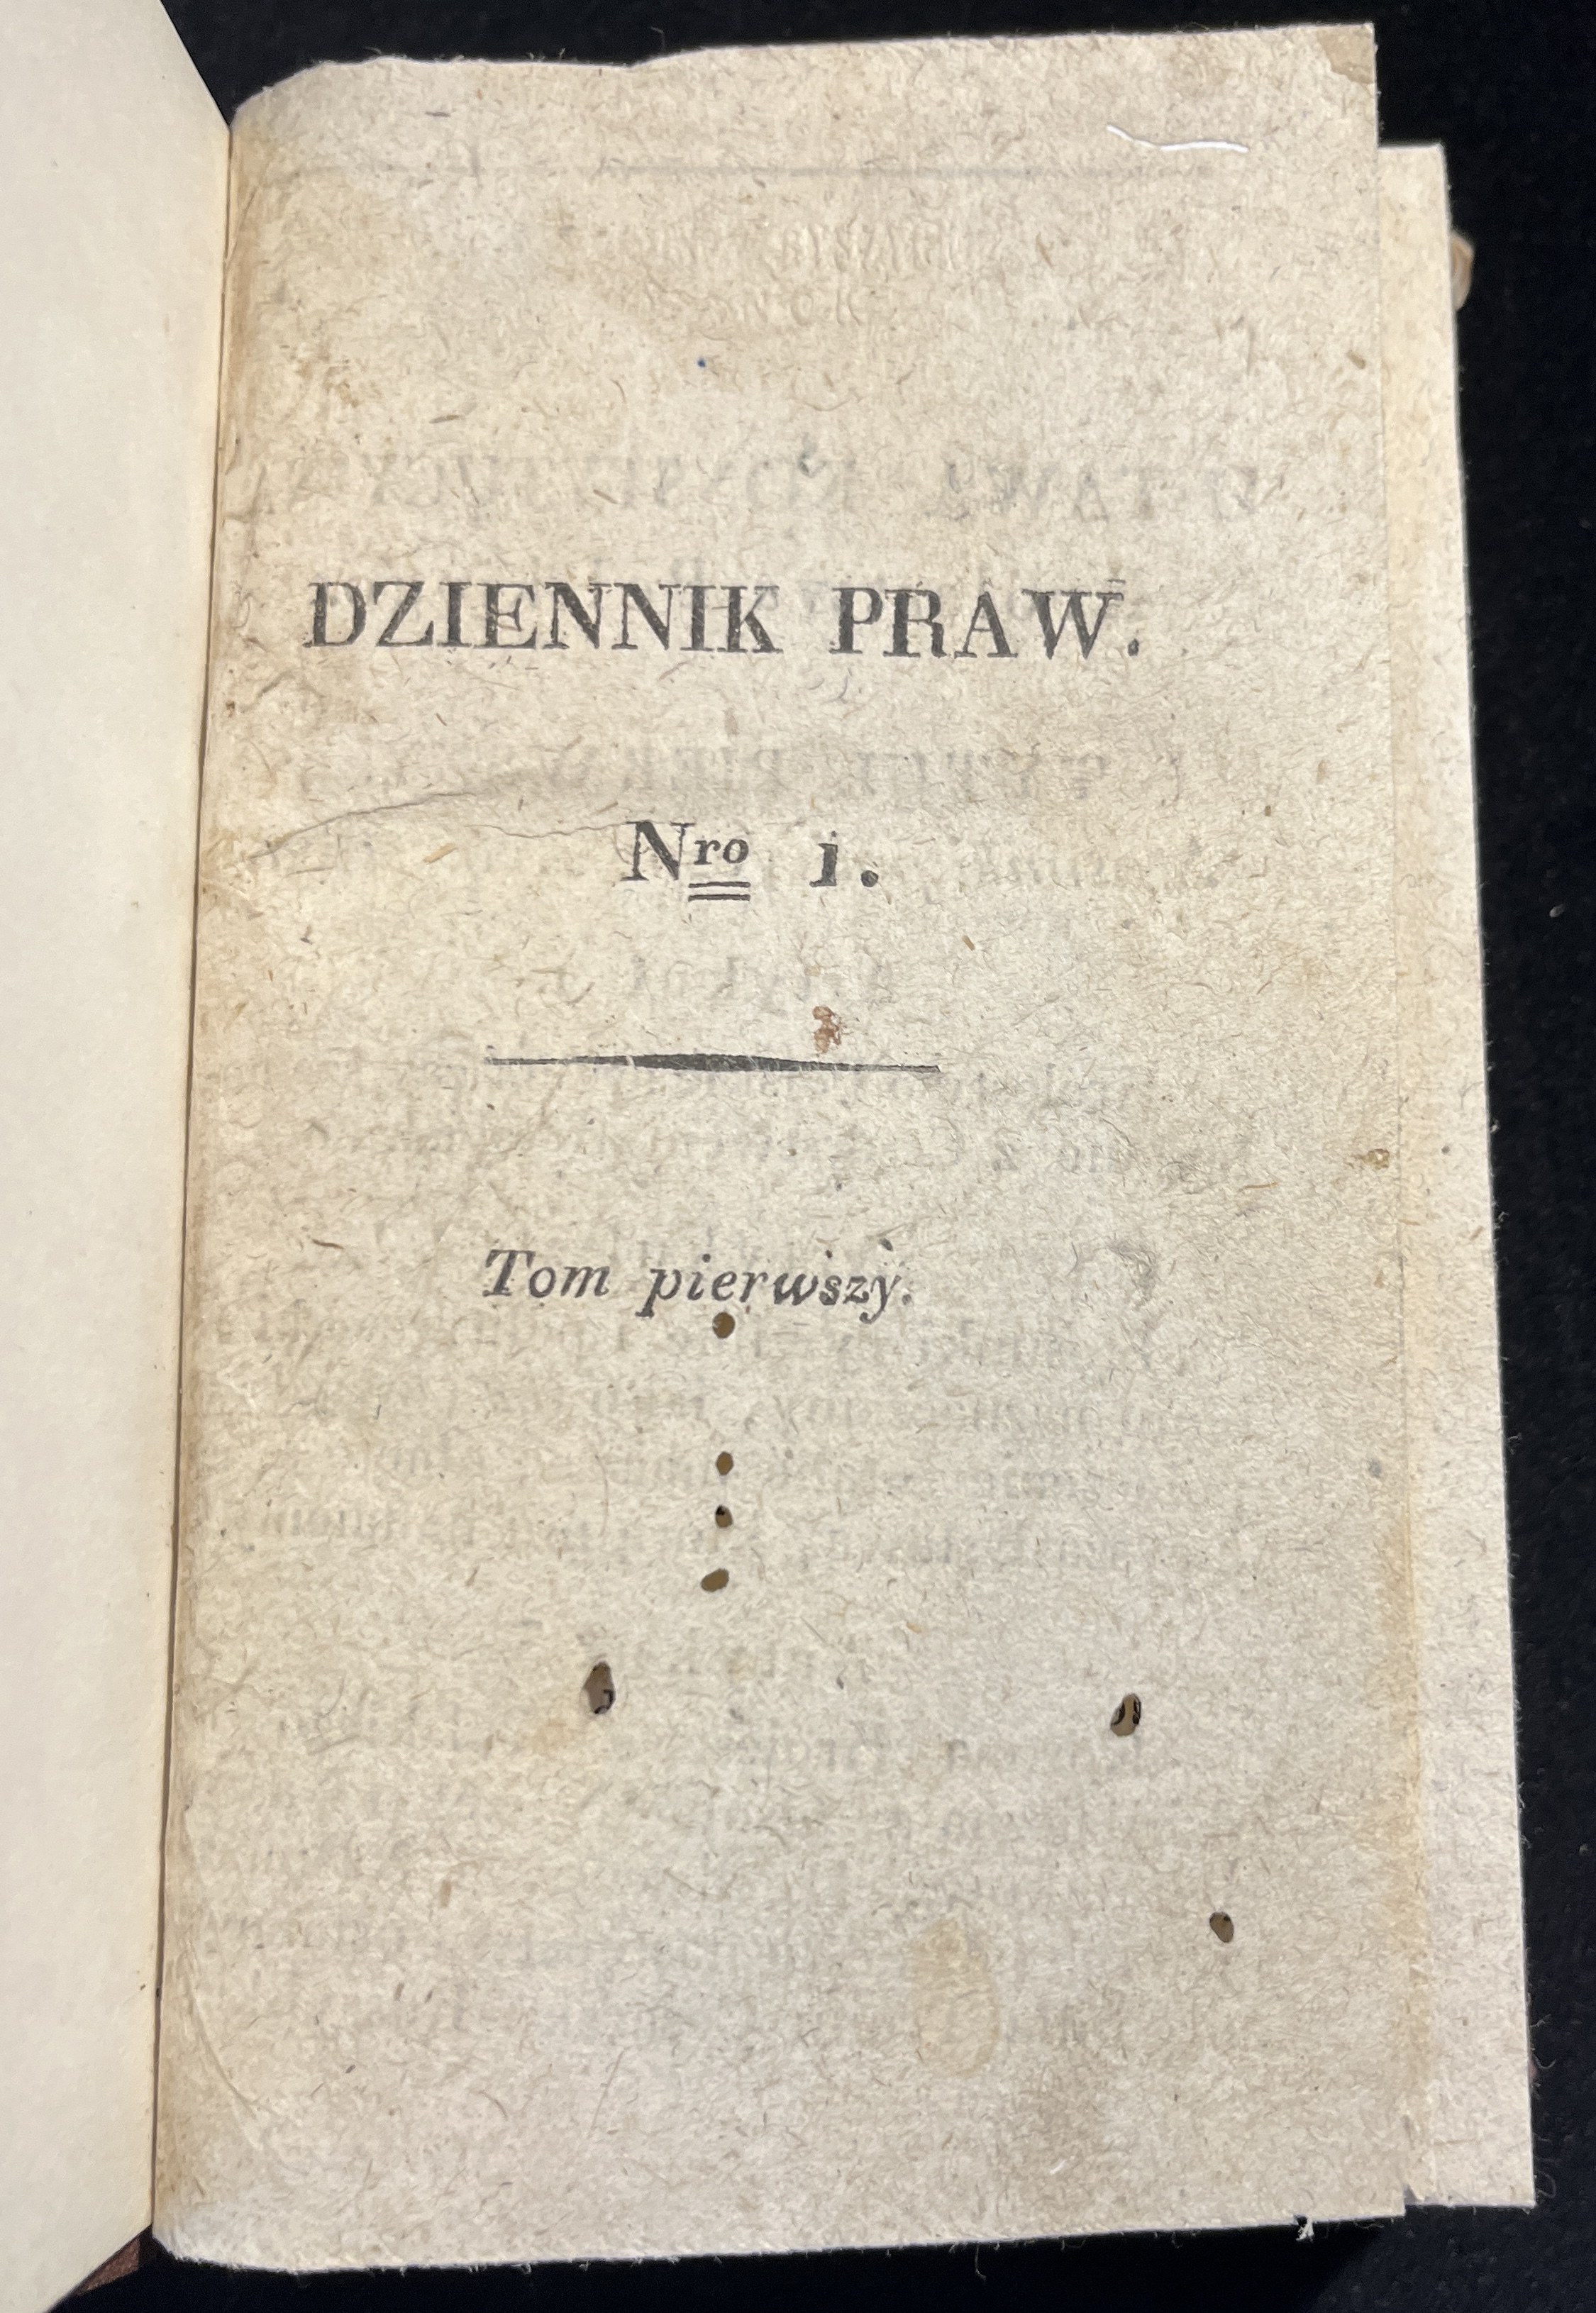 DZIENNIK PRAW.
Nro 1.
Tom pierwszy.